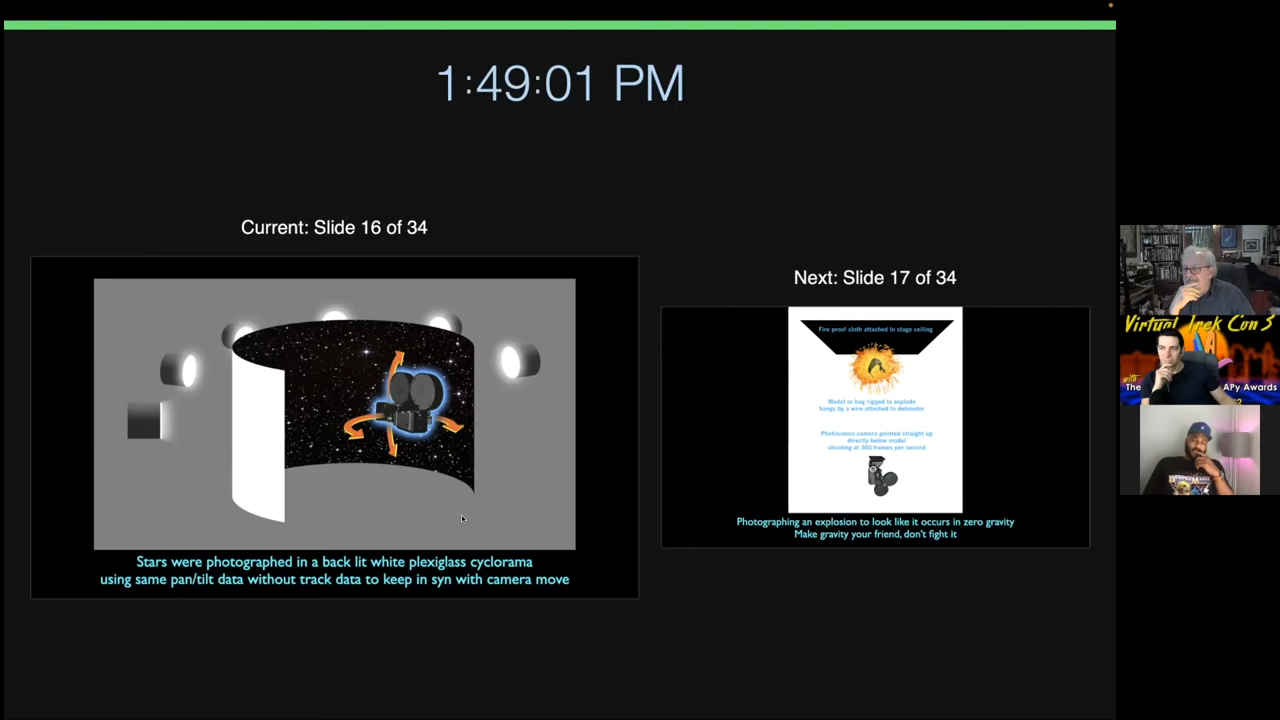 1:49:01 PM
Current: Slide 16 of 34
Stars were photographed in a back lit white plexiglass cyclorama
using same pan/tilt data without track data to keep in syn with camera move
Next: Slide 17 of 34
Fire proof cloth attached to stage ceiling
Model or bag rigged to explode
hangs by a wire attached to detonator
Photosonics camera pointed straight up
directly below model
shooting at 360 frames per second
Photographing an explosion to look like it occurs in zero gravity
Make gravity your friend, don't fight it
Virtual Trek Con 3
with
The
APy Awards